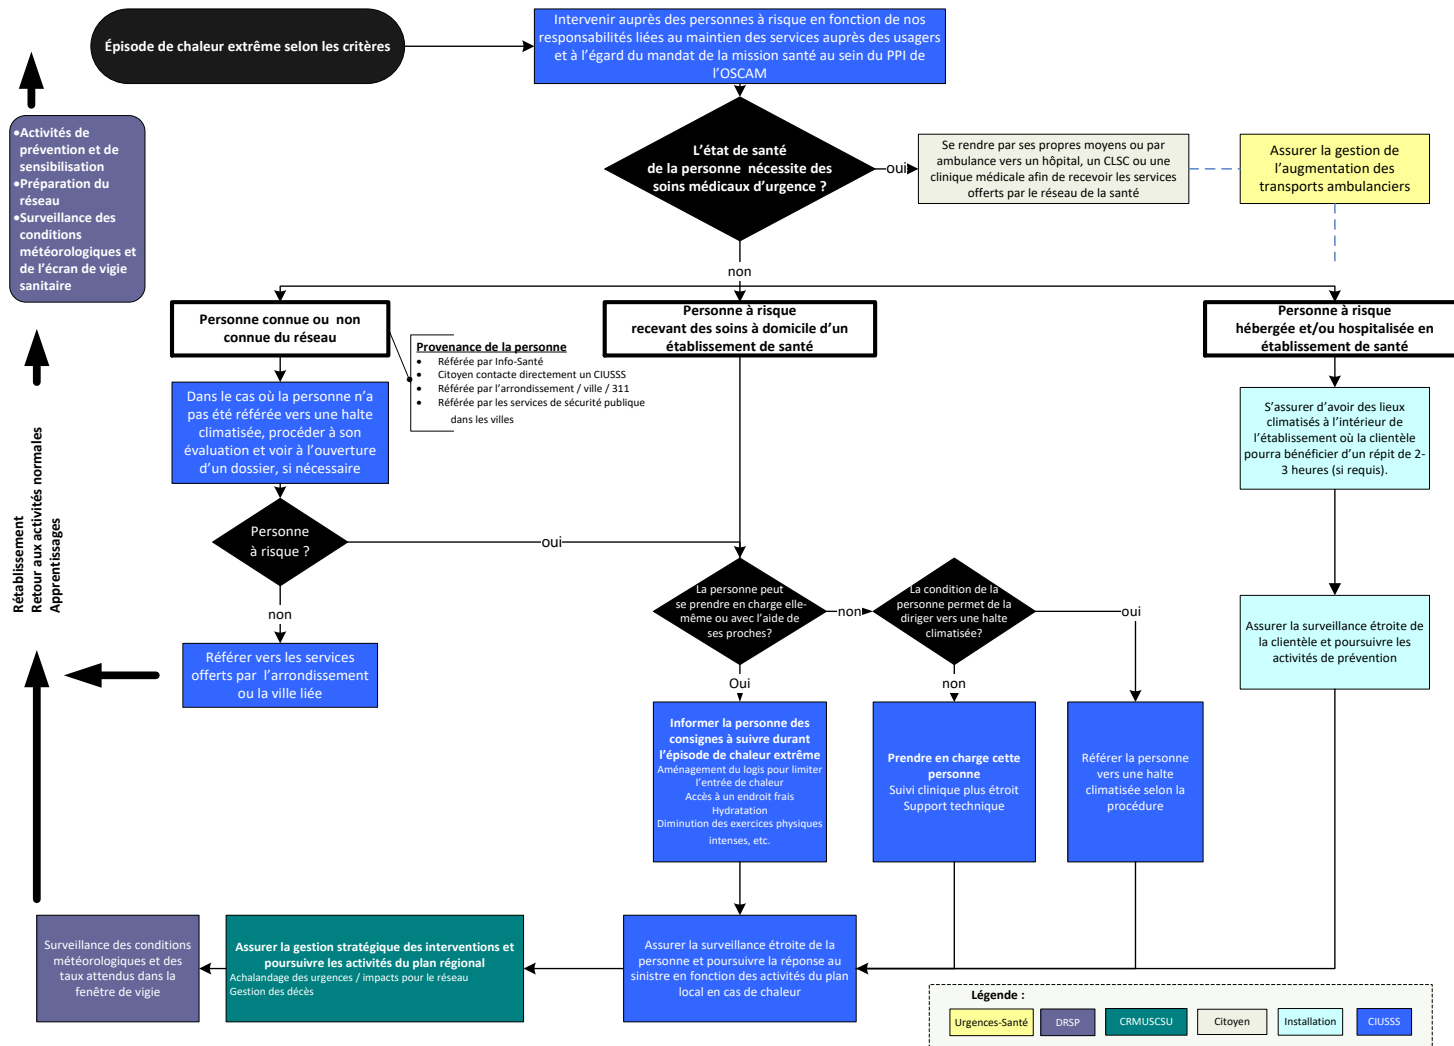 Épisode de chaleur extrême selon les critères
Intervenir auprès des personnes à risque en fonction de nos
responsabilités liées au maintien des services auprès des usagers
et à l'égard du mandat de la mission santé au sein du PPI de
l'OSCAM
•Activités de
prévention et de
sensibilisation
•Préparation du
réseau
•Surveillance des
conditions
météorologiques et
de l'écran de vigie
sanitaire
L'état de santé
de la personne nécessite des
soins médicaux d'urgence ?
oui
Se rendre par ses propres moyens ou par
ambulance vers un hôpital, un CLSC ou une
clinique médicale afin de recevoir les services
offerts par le réseau de la santé
Assurer la gestion de
l'augmentation des
transports ambulanciers
non
Personne connue ou non
connue du réseau
Personne à risque
recevant des soins à domicile d'un
établissement de santé
Personne à risque
hébergée et/ou hospitalisée en
établissement de santé
Provenance de la personne
• Référée par Info-Santé
• Citoyen contacte directement un CIUSSS
• Référée par l'arrondissement / ville / 311
• Référée par les services de sécurité publique
dans les villes
Dans le cas où la personne n'a
pas été référée vers une halte
climatisée, procéder à son
évaluation et voir à l'ouverture
d'un dossier, si nécessaire
S'assurer d'avoir des lieux
climatisés à l'intérieur de
l'établissement où la clientèle
pourra bénéficier d'un répit de 2-
3 heures (si requis).
Rétablissement
Retour aux activités normales
Apprentissages
Personne
à risque ?
oui
non
La personne peut
se prendre en charge elle-
même ou avec l'aide de
ses proches?
non
La condition de la
personne permet de la
diriger vers une halte
climatisée?
oui
Assurer la surveillance étroite de
la clientèle et poursuivre les
activités de prévention
Référer vers les services
offerts par l'arrondissement
ou la ville liée
Oui
non
Informer la personne des
consignes à suivre durant
l'épisode de chaleur extrême
Aménagement du logis pour limiter
l'entrée de chaleur
Accès à un endroit frais
Hydratation
Diminution des exercices physiques
intenses, etc.
Prendre en charge cette
personne
Suivi clinique plus étroit
Support technique
Référer la personne
vers une halte
climatisée selon la
procédure
Surveillance des conditions
météorologiques et des
taux attendus dans la
fenêtre de vigie
Assurer la gestion stratégique des interventions et
poursuivre les activités du plan régional
Achalandage des urgences / impacts pour le réseau
Gestion des décès
Assurer la surveillance étroite de la
personne et poursuivre la réponse au
sinistre en fonction des activités du plan
local en cas de chaleur
Légende :
Urgences-Santé
DRSP
CRMUSCSU
Citoyen
Installation
CIUSSS